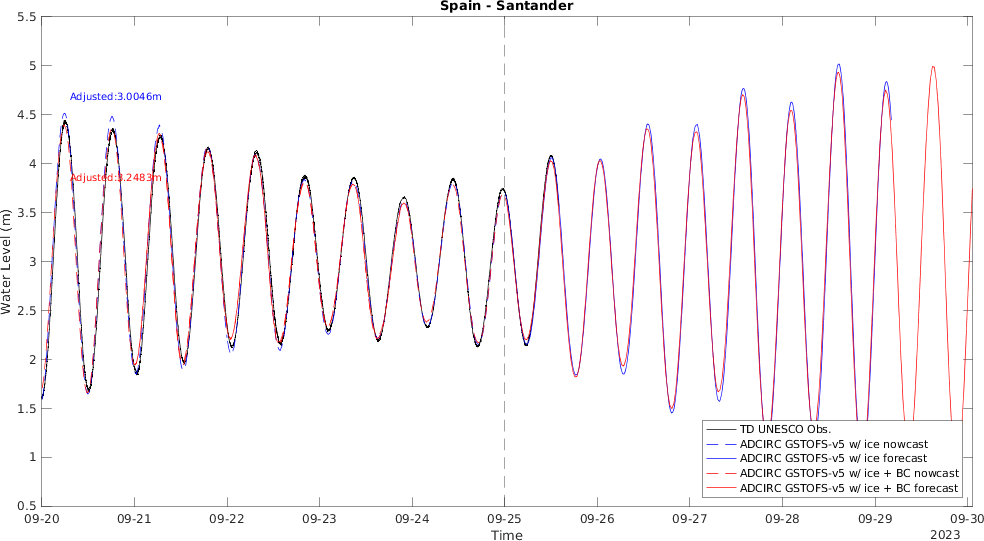 Spain - Santander
5.5
5
4.5
4
3.5
3
2.5
2
1
0.5
Water Level (m)
Adjusted:3.0046m
Adjusted:3.2483m
TD UNESCO Obs.
ADCIRC GSTOFS-v5 w/ ice nowcast
ADCIRC GSTOFS-v5 w/ ice forecast
ADCIRC GSTOFS-v5 w/ ice + BC nowcast
ADCIRC GSTOFS-v5 w/ ice + BC forecast
09-20 09-21 09-22 09-23 09-24 09-25 09-26 09-27 09-28 09-29 09-30
Time
2023